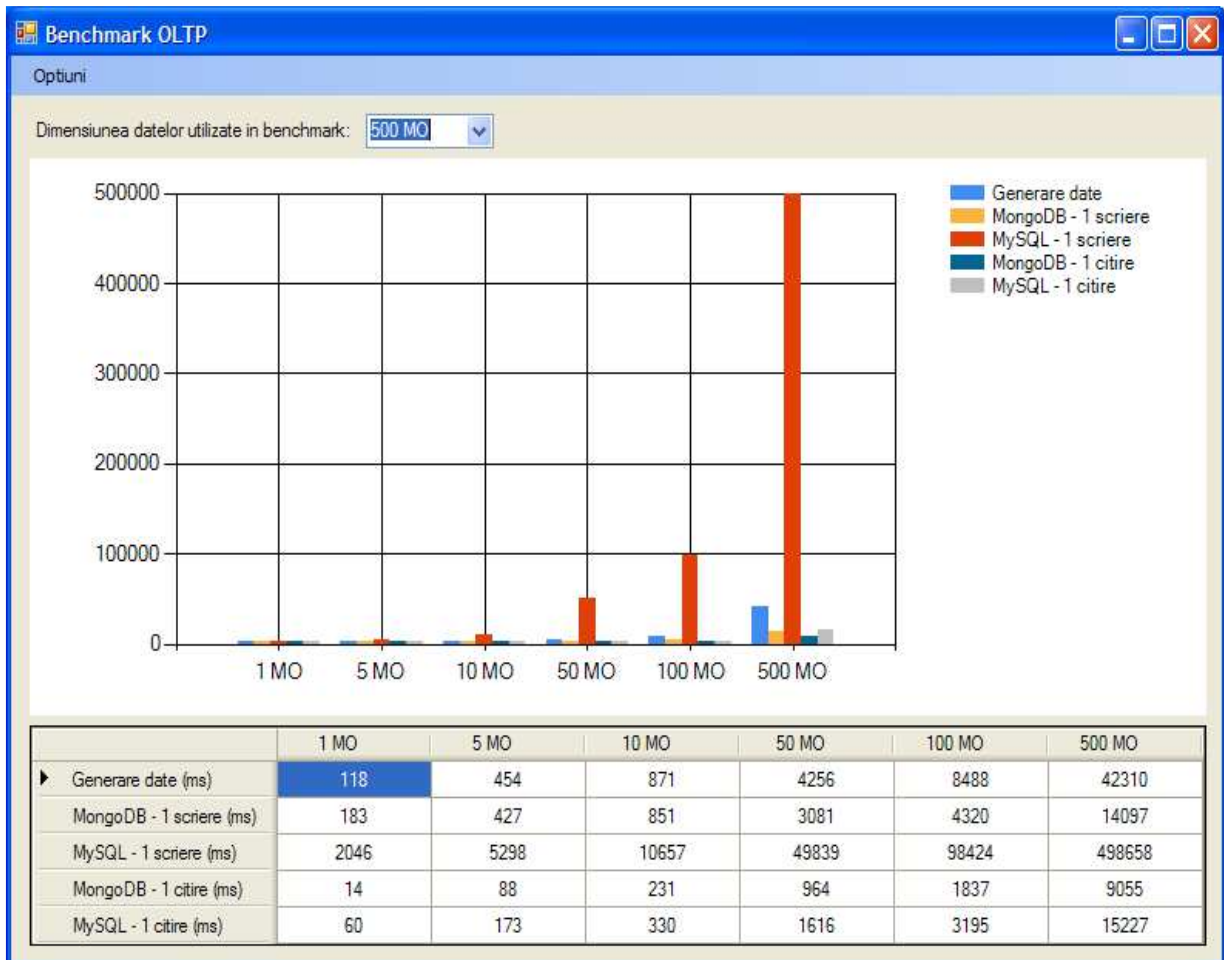 Benchmark OLTP
Optiuni
Dimensiunea datelor utilizate in benchmark: 500 MO
500000
400000
300000
200000
100000
0
1 MO 5 MO 10 MO 50 MO 100 MO 500 MO
Generare date
MongoDB - 1 scriere
MySQL - 1 scriere
MongoDB - 1 citire
MySQL - 1 citire
1 MO 5 MO 10 MO 50 MO 100 MO 500 MO
Generare date (ms) 118 454 871 4256 8488 42310
MongoDB - 1 scriere (ms) 183 427 851 3081 4320 14097
MySQL - 1 scriere (ms) 2046 5298 10657 49839 98424 498658
MongoDB - 1 citire (ms) 14 88 231 964 1837 9055
MySQL - 1 citire (ms) 60 173 330 1616 3195 15227